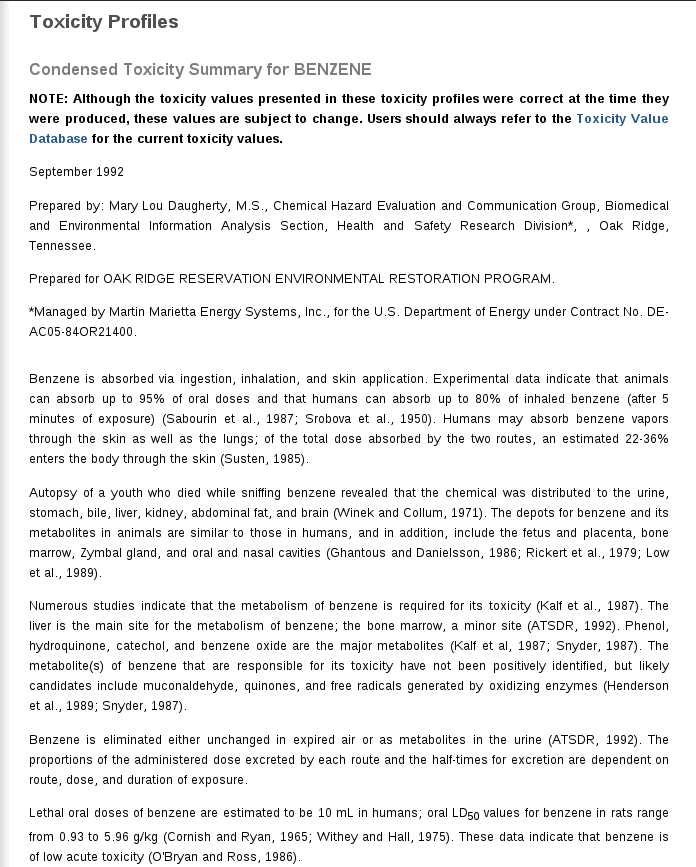 Toxicity Profiles
Condensed Toxicity Summary for BENZENE
NOTE: Although the toxicity values presented in these toxicity profiles were correct at the time they
were produced, these values are subject to change. Users should always refer to the Toxicity Value
Database for the current toxicity values.
September 1992
Prepared by: Mary Lou Daugherty, M.S., Chemical Hazard Evaluation and Communication Group, Biomedical
and Environmental Information Analysis Section, Health and Safety Research Division*, , Oak Ridge,
Tennessee.
Prepared for OAK RIDGE RESERVATION ENVIRONMENTAL RESTORATION PROGRAM.
*Managed by Martin Marietta Energy Systems, Inc., for the U.S. Department of Energy under Contract No. DE-
AC05-84OR21400.
Benzene is absorbed via ingestion, inhalation, and skin application. Experimental data indicate that animals
can absorb up to 95% of oral doses and that humans can absorb up to 80% of inhaled benzene (after 5
minutes of exposure) (Sabourin et al., 1987; Srobova et al., 1950). Humans may absorb benzene vapors
through the skin as well as the lungs; of the total dose absorbed by the two routes, an estimated 22-36%
enters the body through the skin (Susten, 1985).
Autopsy of a youth who died while sniffing benzene revealed that the chemical was distributed to the urine,
stomach, bile, liver, kidney, abdominal fat, and brain (Winek and Collum, 1971). The depots for benzene and its
metabolites in animals are similar to those in humans, and in addition, include the fetus and placenta, bone
marrow, Zymbal gland, and oral and nasal cavities (Ghantous and Danielsson, 1986; Rickert et al., 1979; Low
et al., 1989).
Numerous studies indicate that the metabolism of benzene is required for its toxicity (Kalf et al., 1987). The
liver is the main site for the metabolism of benzene; the bone marrow, a minor site (ATSDR, 1992). Phenol,
hydroquinone, catechol, and benzene oxide are the major metabolites (Kalf et al, 1987; Snyder, 1987). The
metabolite(s) of benzene that are responsible for its toxicity have not been positively identified, but likely
candidates include muconaldehyde, quinones, and free radicals generated by oxidizing enzymes (Henderson
et al., 1989; Snyder, 1987).
Benzene is eliminated either unchanged in expired air or as metabolites in the urine (ATSDR, 1992). The
proportions of the administered dose excreted by each route and the half-times for excretion are dependent on
route, dose, and duration of exposure.
Lethal oral doses of benzene are estimated to be 10 mL in humans; oral LD50 values for benzene in rats range
from 0.93 to 5.96 g/kg (Cornish and Ryan, 1965; Withey and Hall, 1975). These data indicate that benzene is
of low acute toxicity (O'Bryan and Ross, 1986).